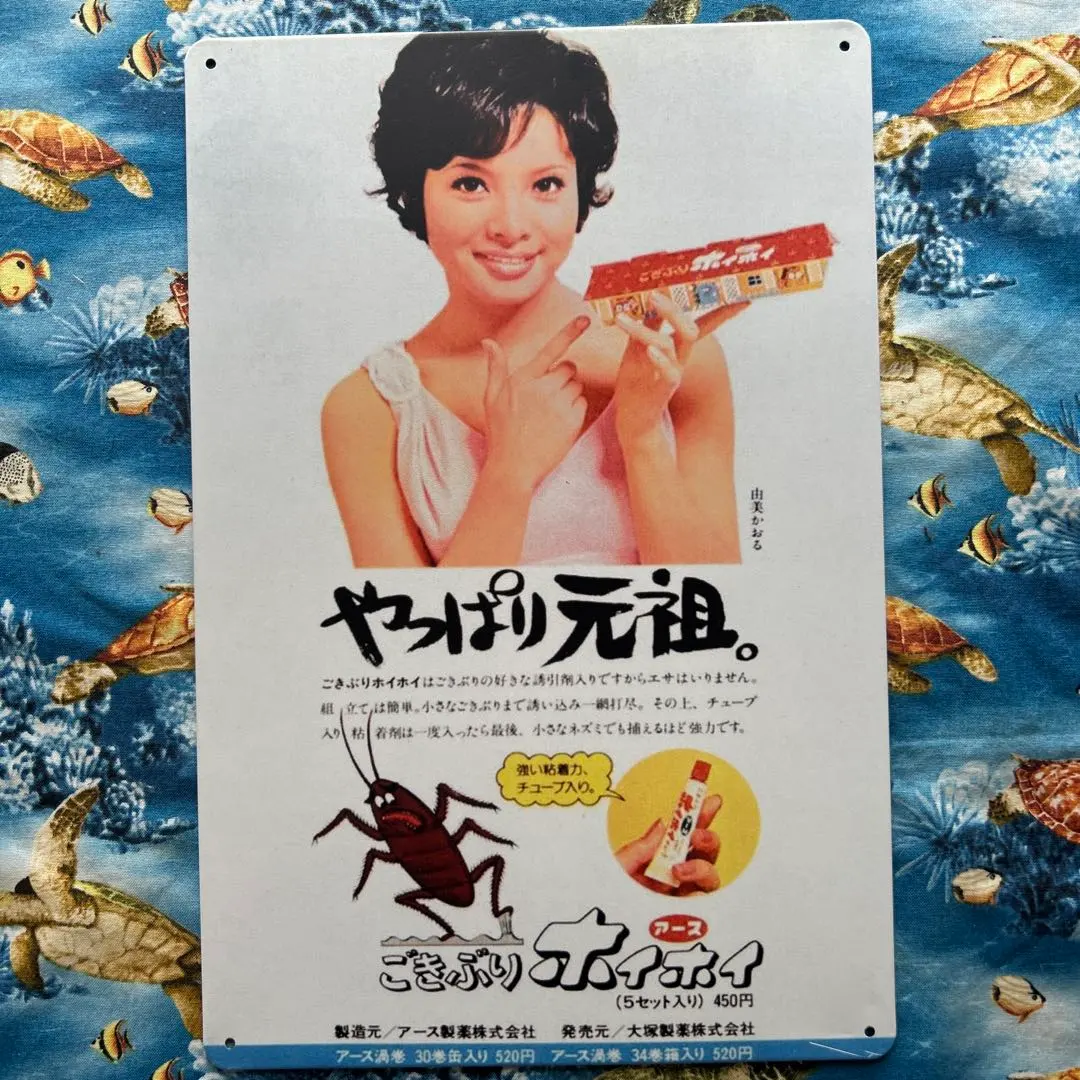 ごきぶり
ホイホイ
由美かおる
やっぱり元祖。
ごきぶりホイホイはごきぶりの好きな誘引剤入りですからエサはいりません。
組立ては簡単。小さなごきぶりまで誘い込み一網打尽。その上、チューブ
入り粘着剤は一度入ったら最後、小さなネズミでも捕えるほど強力です。
強い粘着力、
チューブ入り。
アース
ごきぶりホイホイ
(5セット入り) 450円
製造元/アース製薬株式会社 発売元/大塚製薬株式会社
アース渦巻 30巻缶入り 520円 アース渦巻 34巻箱入り 520円